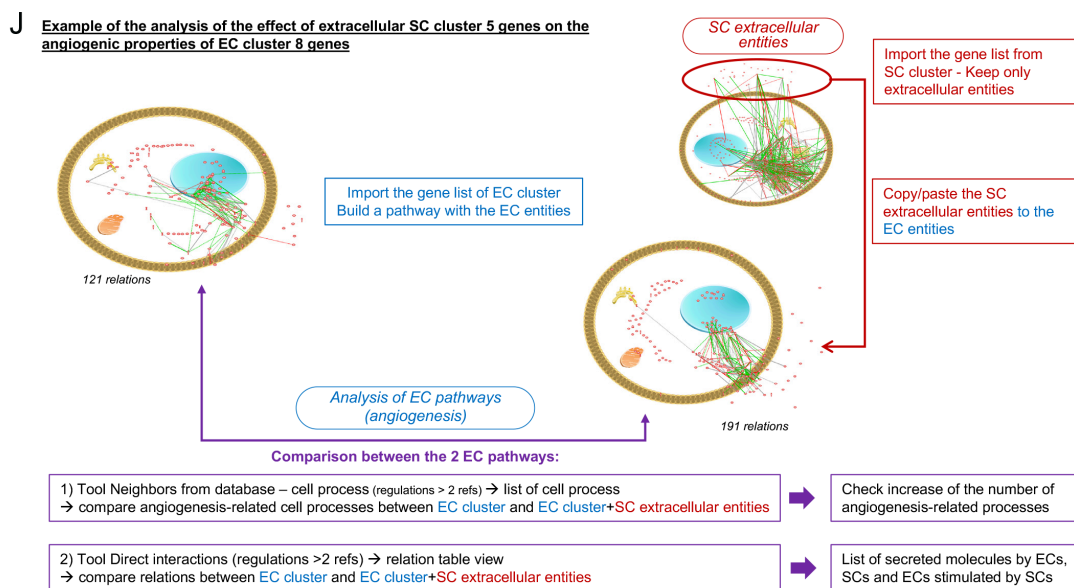 J
Example of the analysis of the effect of extracellular SC cluster 5 genes on the
angiogenic properties of EC cluster 8 genes
SC extracellular
entities
Import the gene list from
SC cluster - Keep only
extracellular entities
Import the gene list of EC cluster
Build a pathway with the EC entities
Copy/paste the SC
extracellular entities to the
EC entities
121 relations
Analysis of EC pathways
(angiogenesis)
191 relations
Comparison between the 2 EC pathways:
1) Tool Neighbors from database – cell process (regulations > 2 refs) → list of cell process
→ compare angiogenesis-related cell processes between EC cluster and EC cluster+SC extracellular entities
Check increase of the number of
angiogenesis-related processes
2) Tool Direct interactions (regulations >2 refs) → relation table view
→ compare relations between EC cluster and EC cluster+SC extracellular entities
List of secreted molecules by ECs,
SCs and ECs stimulated by SCs